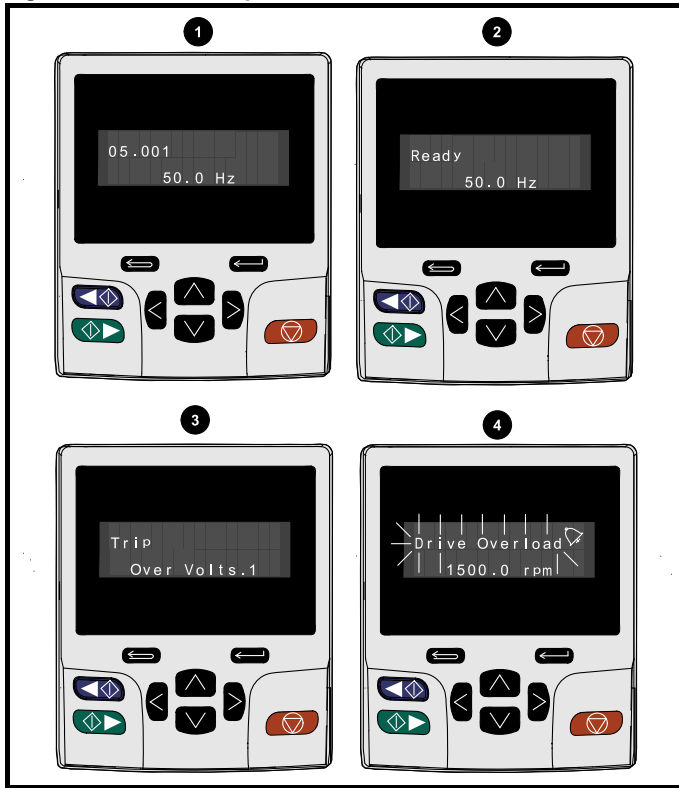 1
2
05.001
50.0 Hz
Ready
50.0 Hz
3
4
Trip
Over Volts.1
Drive Overload
1500.0 rpm